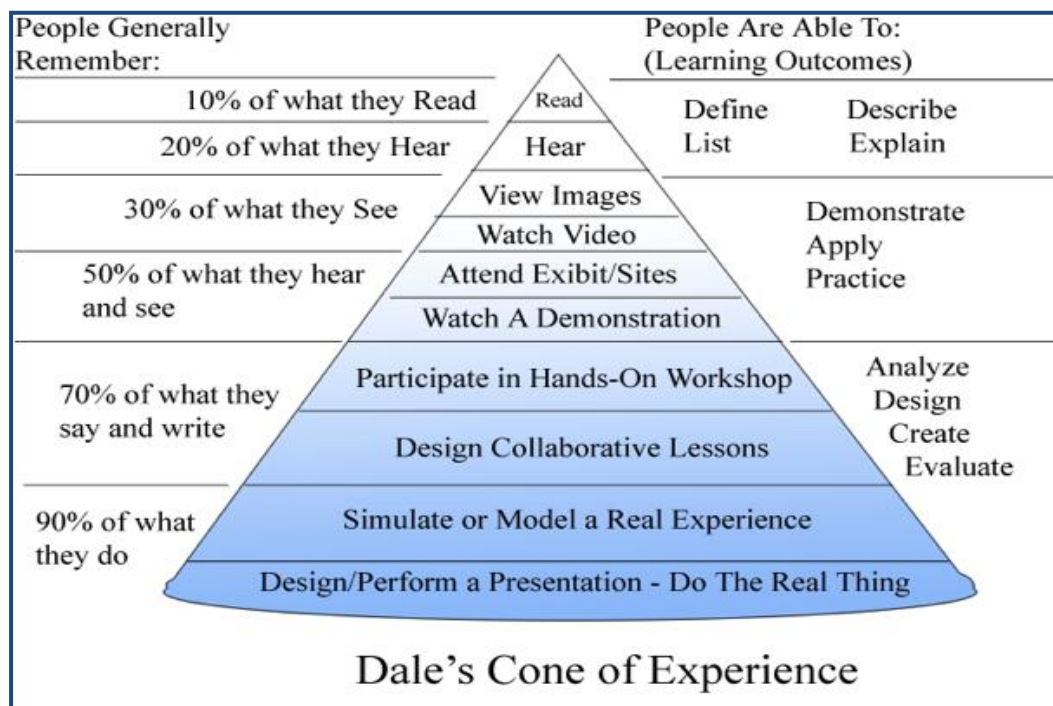 People Generally
Remember:
10% of what they Read
20% of what they Hear
30% of what they See
50% of what they hear
and see
70% of what they
say and write
90% of what
they do
Read
Hear
View Images
Watch Video
Attend Exibit/Sites
Watch A Demonstration
Participate in Hands-On Workshop
Design Collaborative Lessons
Simulate or Model a Real Experience
Design/Perform a Presentation - Do The Real Thing
People Are Able To:
(Learning Outcomes)
Define Describe
List Explain
Demonstrate
Apply
Practice
Analyze
Design
Create
Evaluate
Dale's Cone of Experience